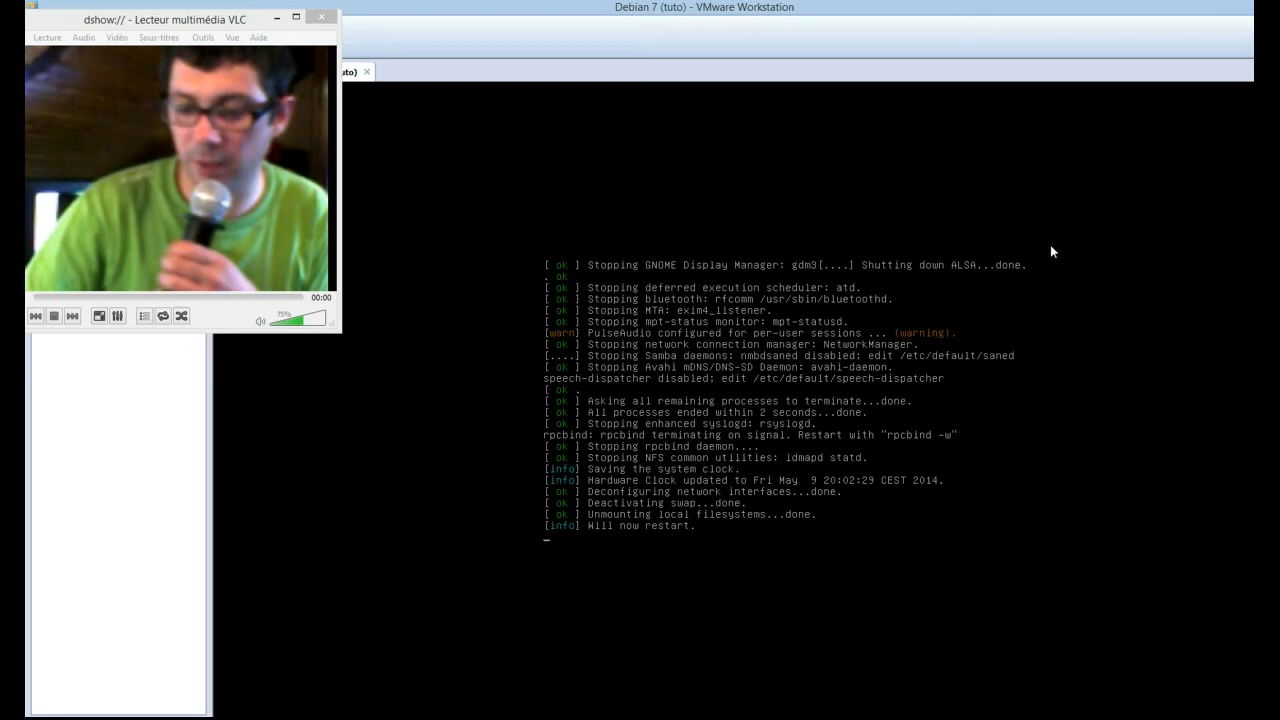 Debian 7 (tuto) - VMware Workstation
dshow:// - Lecteur multimédia VLC
Lecture Audio Vidéo Sous-titres Outils Vue Aide
uto)
00:00
75%
[ ok ] Stopping GNOME Display Manager: gdm3[....] Shutting down ALSA...done.
. ok
[ ok ] Stopping deferred execution scheduler: atd.
[ ok ] Stopping bluetooth: rfcomm /usr/sbin/bluetoothd.
[ ok ] Stopping MTA: exim4_listener.
[ ok ] Stopping mpt-status monitor: mpt-statusd.
[warn] PulseAudio configured for per-user sessions ... (warning).
[ ok ] Stopping network connection manager: NetworkManager.
[....] Stopping Samba daemons: nmbdsaned disabled; edit /etc/default/saned
[ ok ] Stopping Avahi mDNS/DNS-SD Daemon: avahi-daemon.
speech-dispatcher disabled; edit /etc/default/speech-dispatcher
[ ok .
[ ok ] Asking all remaining processes to terminate...done.
[ ok ] All processes ended within 2 seconds...done.
[ ok ] Stopping enhanced syslogd: rsyslogd.
rpcbind: rpcbind terminating on signal. Restart with "rpcbind -w"
[ ok ] Stopping rpcbind daemon....
[ ok ] Stopping NFS common utilities: idmapd statd.
[info] Saving the system clock.
[info] Hardware Clock updated to Fri May  9 20:02:29 CEST 2014.
[ ok ] Deconfiguring network interfaces...done.
[ ok ] Deactivating swap...done.
[ ok ] Unmounting local filesystems...done.
[info] Will now restart.